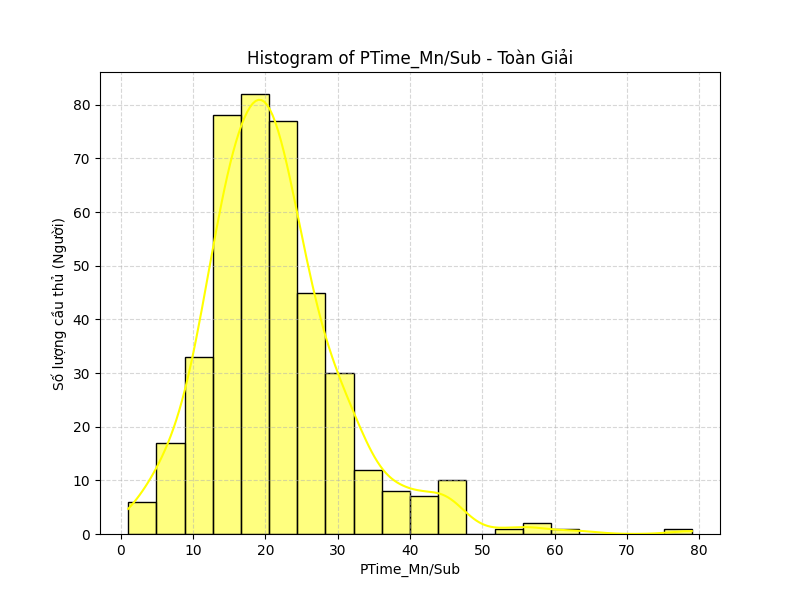 Histogram of PTime_Mn/Sub - Toàn Giải
Số lượng cầu thủ (Người)
80
70
60
50
40
30
20
10
0
0 10 20 30 40 50 60 70 80
PTime_Mn/Sub